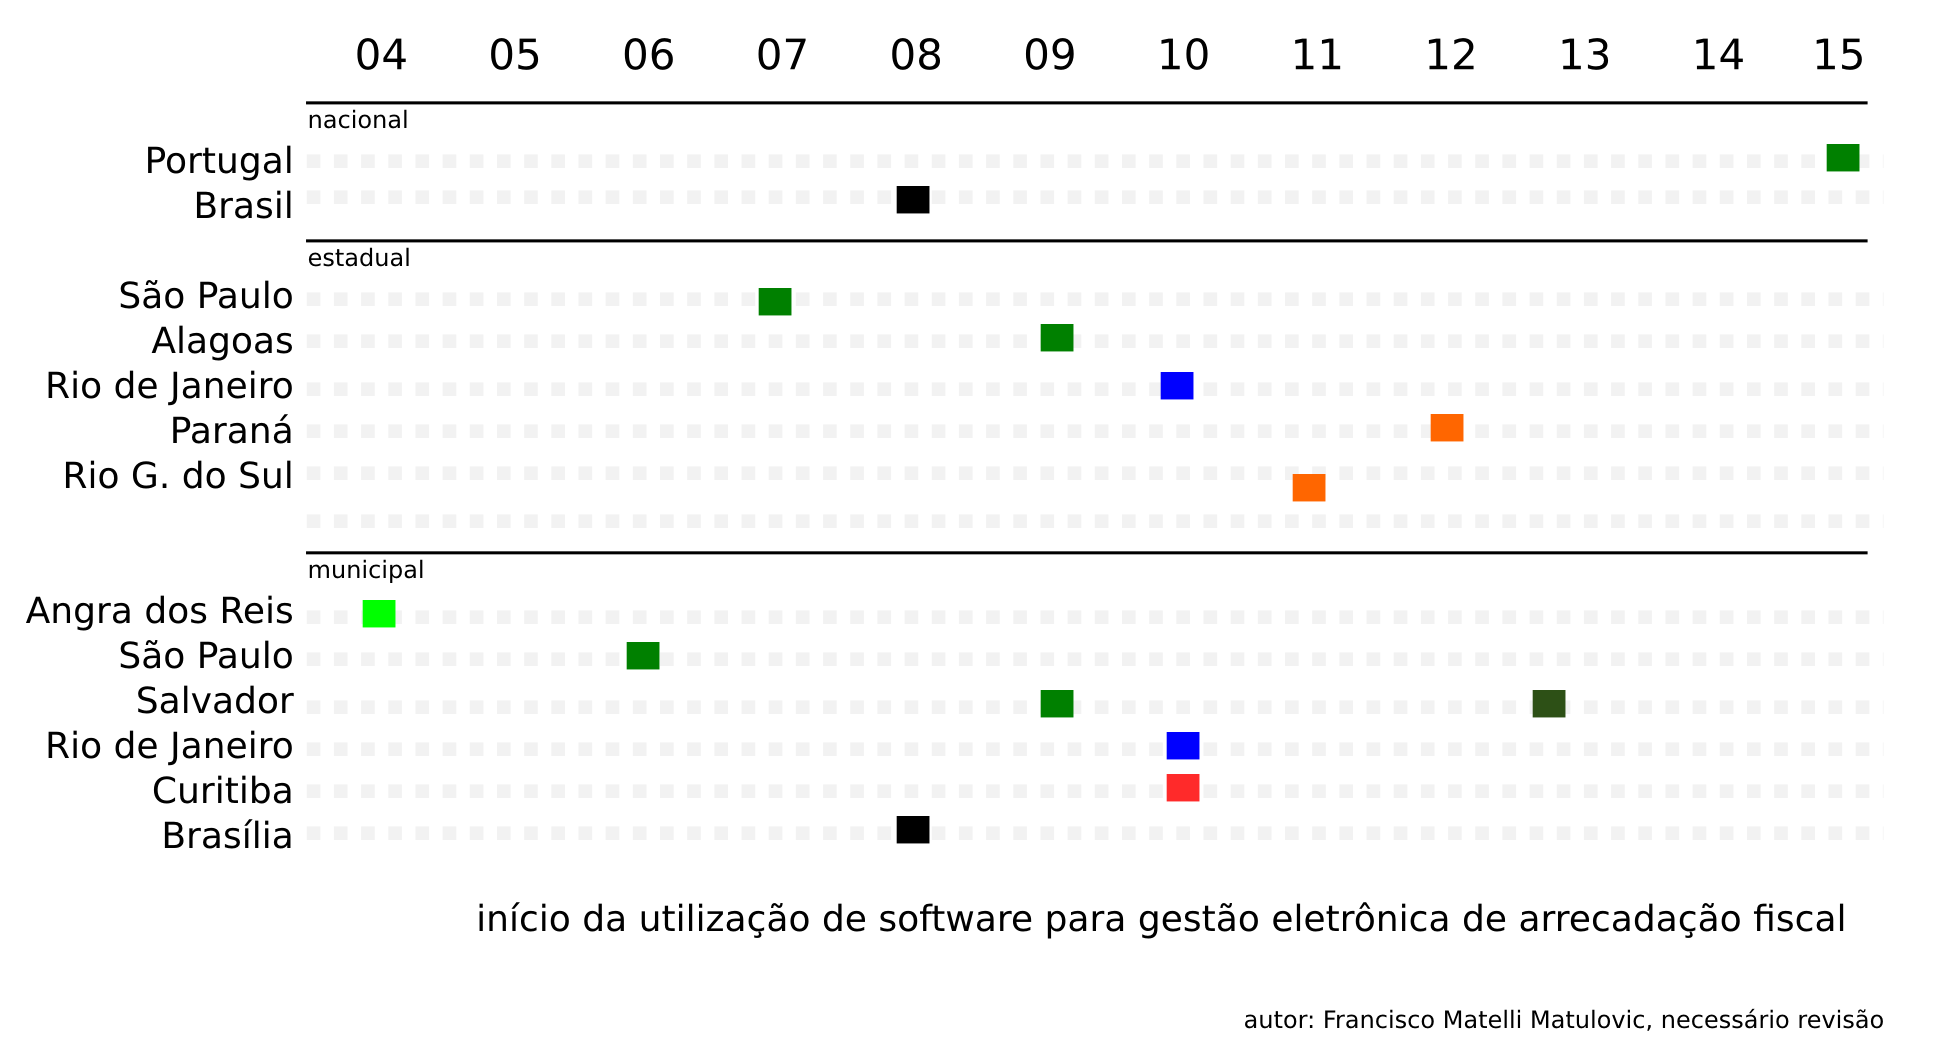 04 05 06 07 08 09 10 11 12 13 14 15
nacional
Portugal
Brasil
estadual
São Paulo
Alagoas
Rio de Janeiro
Paraná
Rio G. do Sul
municipal
Angra dos Reis
São Paulo
Salvador
Rio de Janeiro
Curitiba
Brasília
início da utilização de software para gestão eletrônica de arrecadação fiscal
autor: Francisco Matelli Matulovic, necessário revisão